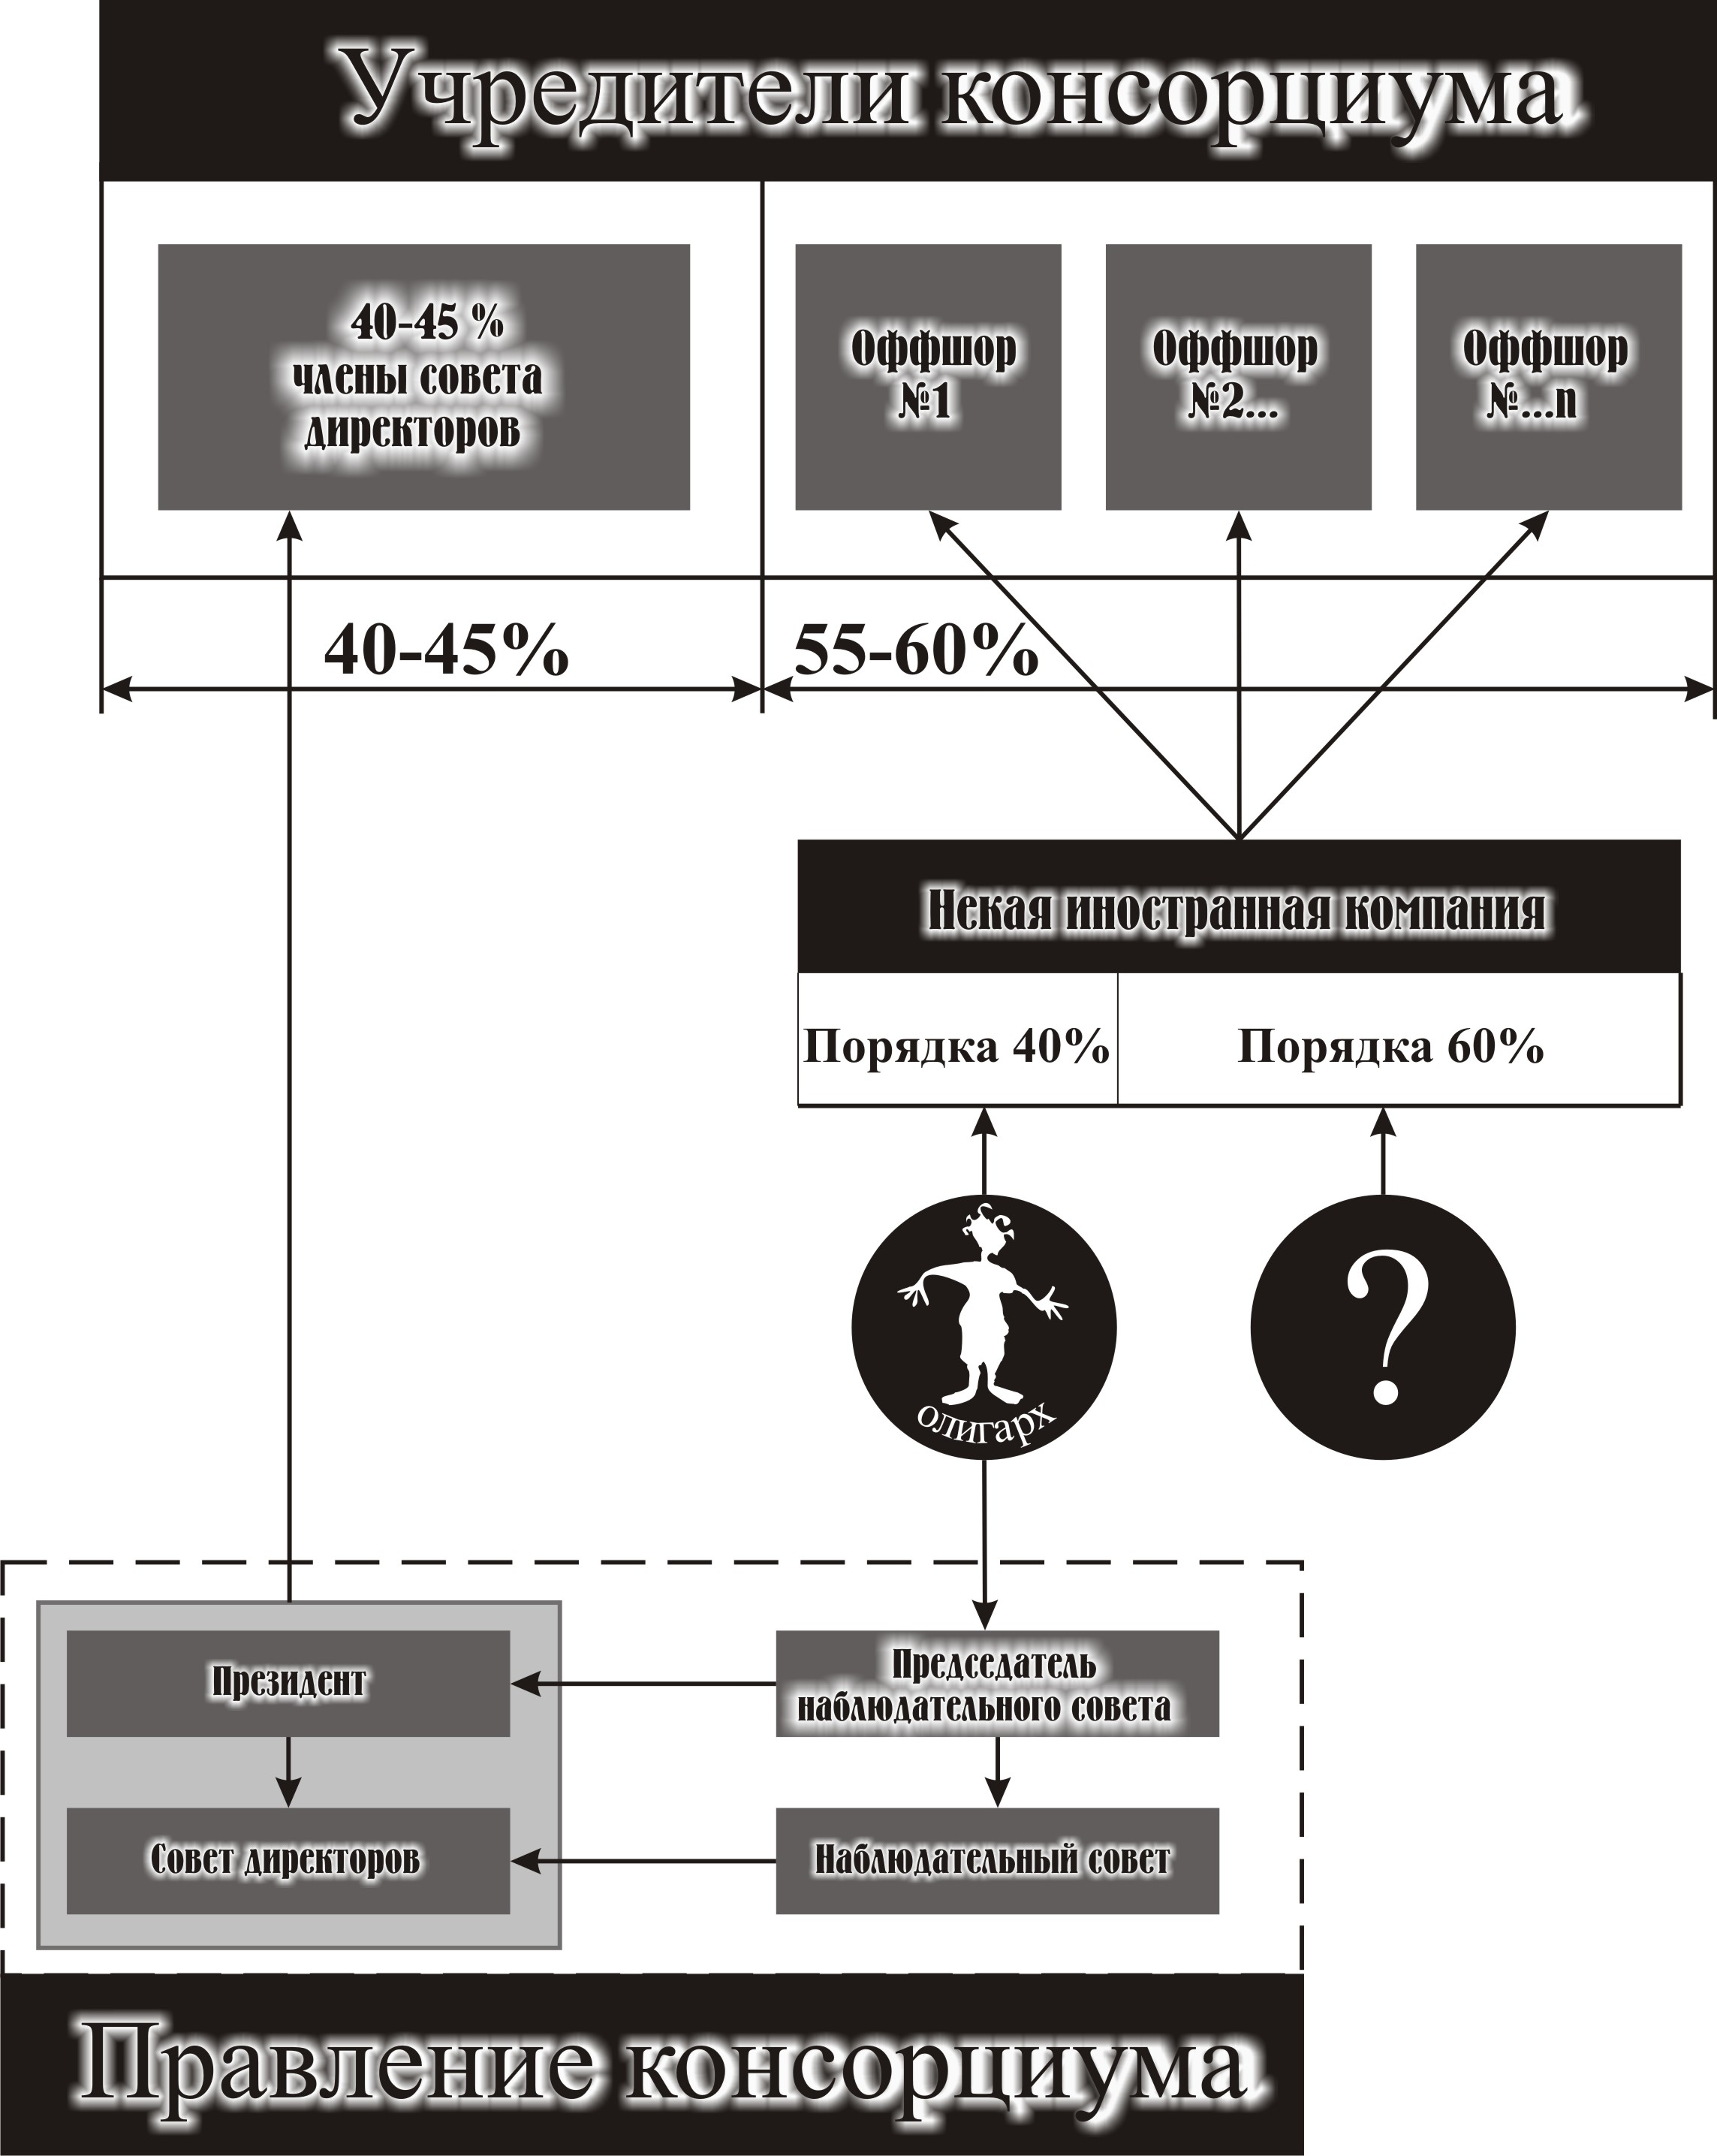 Учредители консорциума
40-45 %
члены совета
директоров
Оффшор
№1
Оффшор
№2...
Оффшор
№...n
40-45%
55-60%
Некая иностранная компания
Порядка 40%
Порядка 60%
олигарх
?
Президент
Председатель
наблюдательного совета
Совет директоров
Наблюдательный совет
Правление консорциума